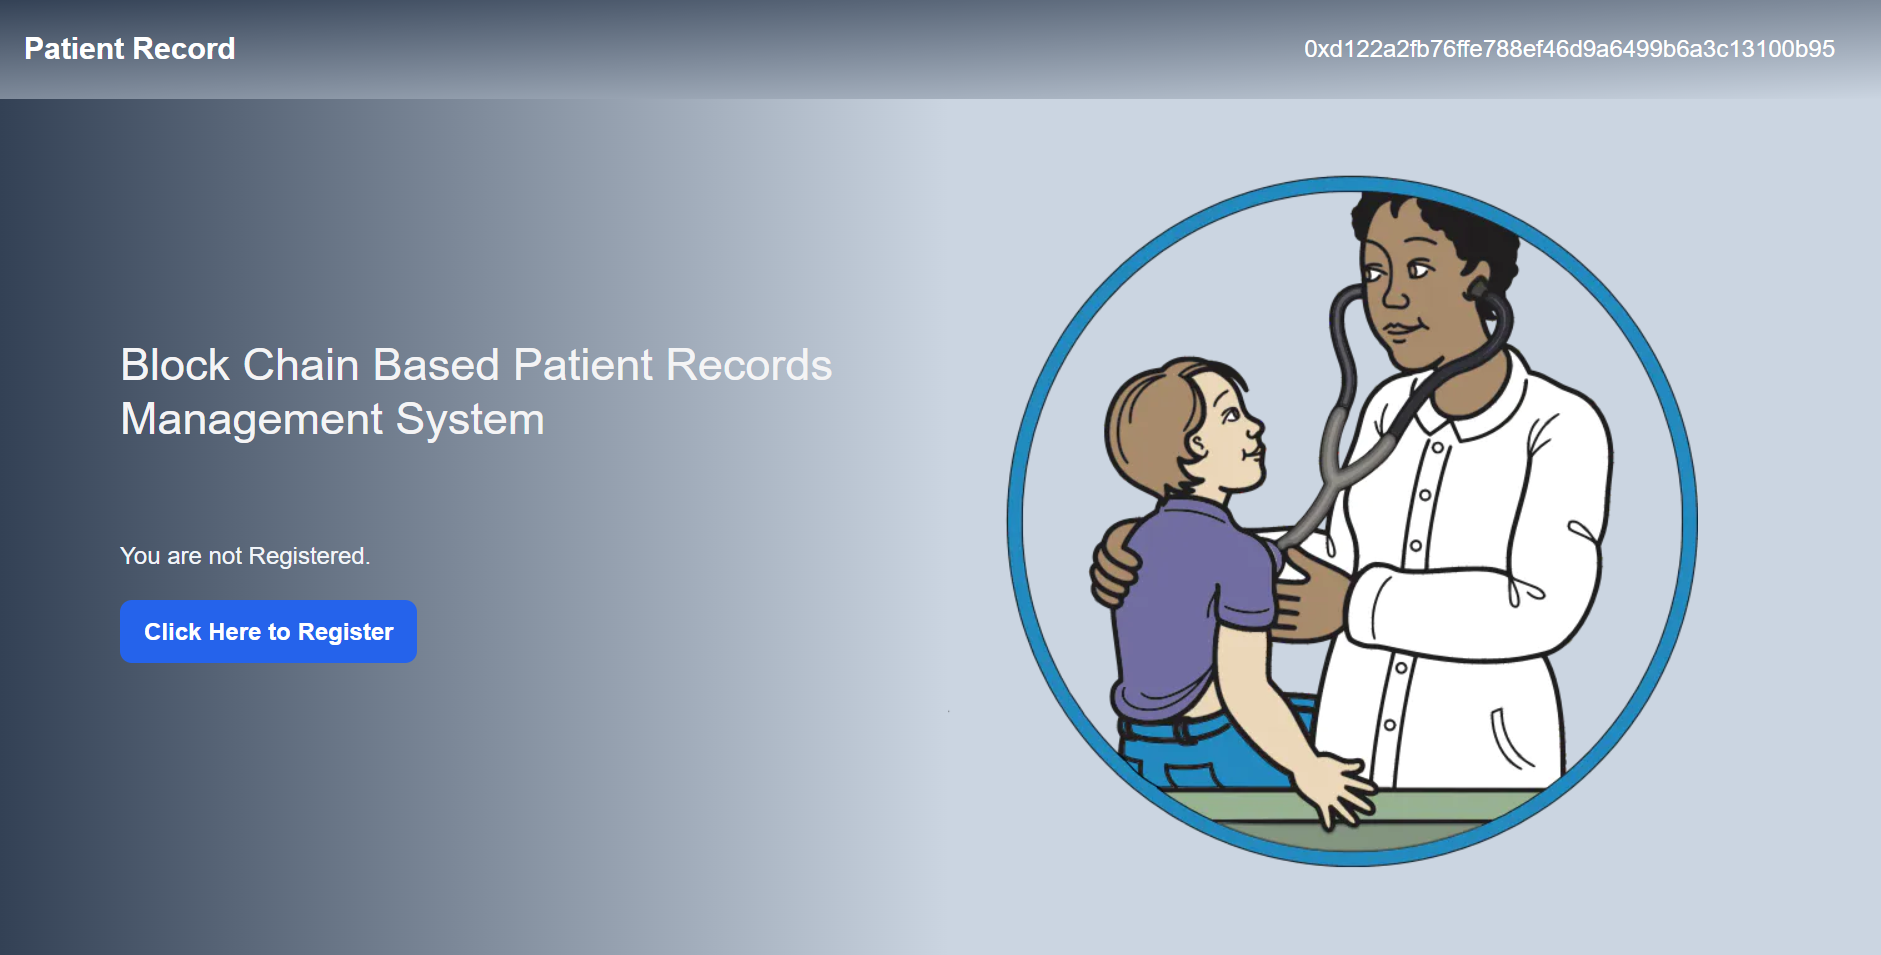 Patient Record
0xd122a2fb76ffe788ef46d9a6499b6a3c13100b95
Block Chain Based Patient Records
Management System
You are not Registered.
Click Here to Register